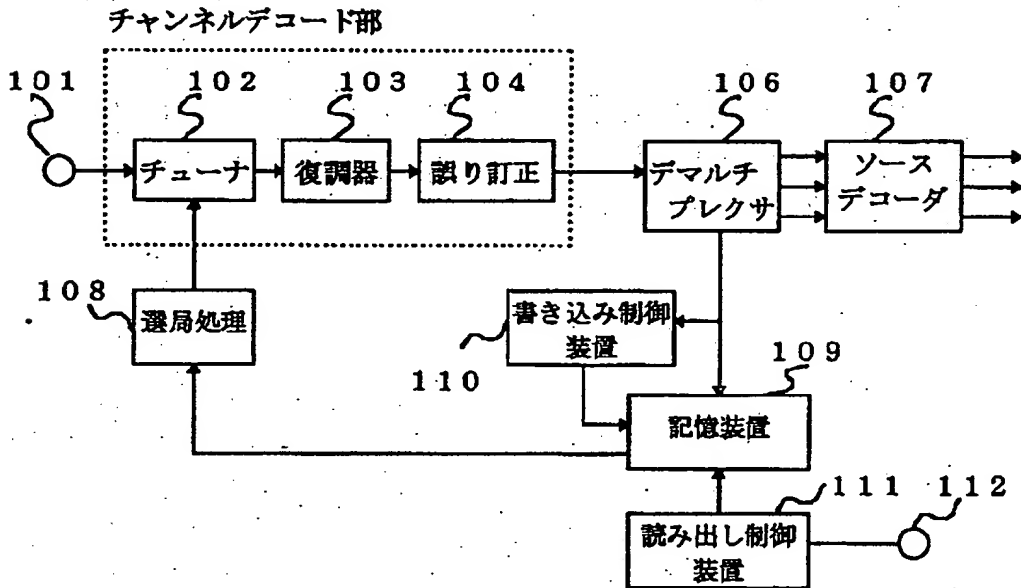 チャンネルデコード部
101
102
103
104
106
107
チューナ
復調器
誤り訂正
デマルチ
プレクサ
ソース
デコーダ
108
選局処理
書き込み制御
装置
110
109
記憶装置
111
112
読み出し制御
装置